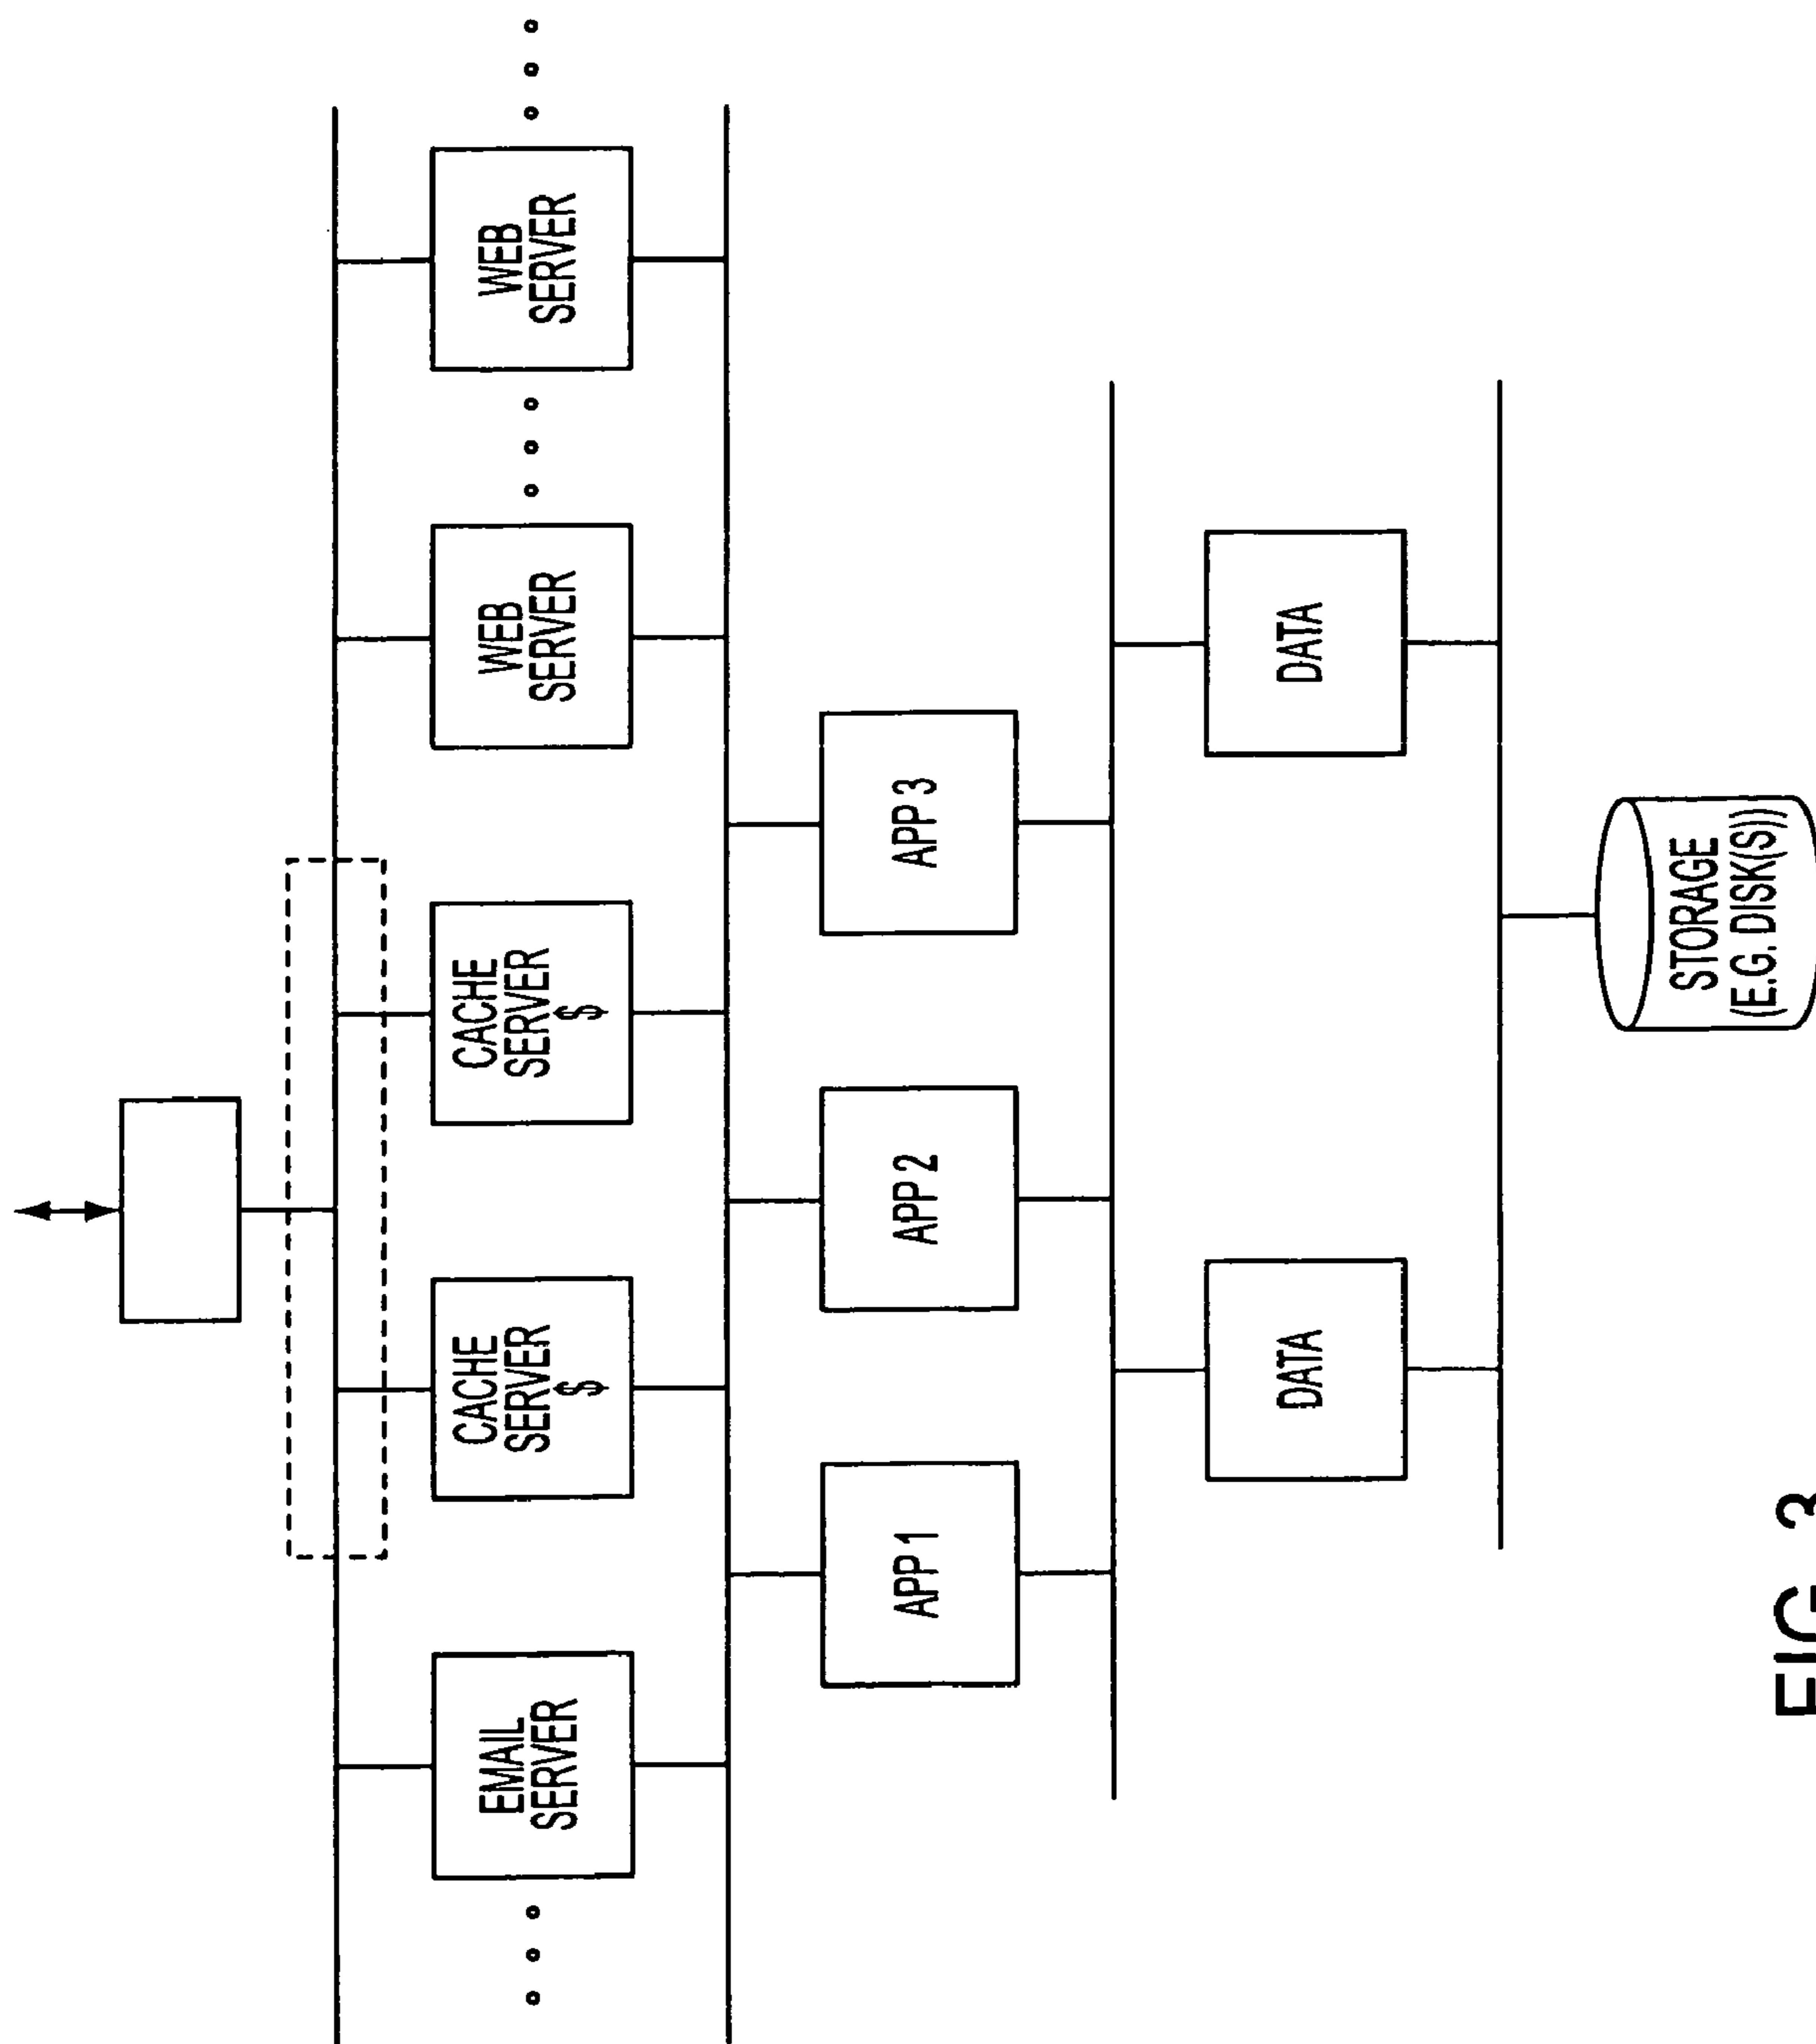 EMAIL
SERVER
CACHE
SERVER
$
CACHE
SERVER
$
WEB
SERVER
WEB
SERVER
APP 1
APP 2
APP 3
DATA
DATA
STORAGE
(E.G. DISK(S))
FIG. 3